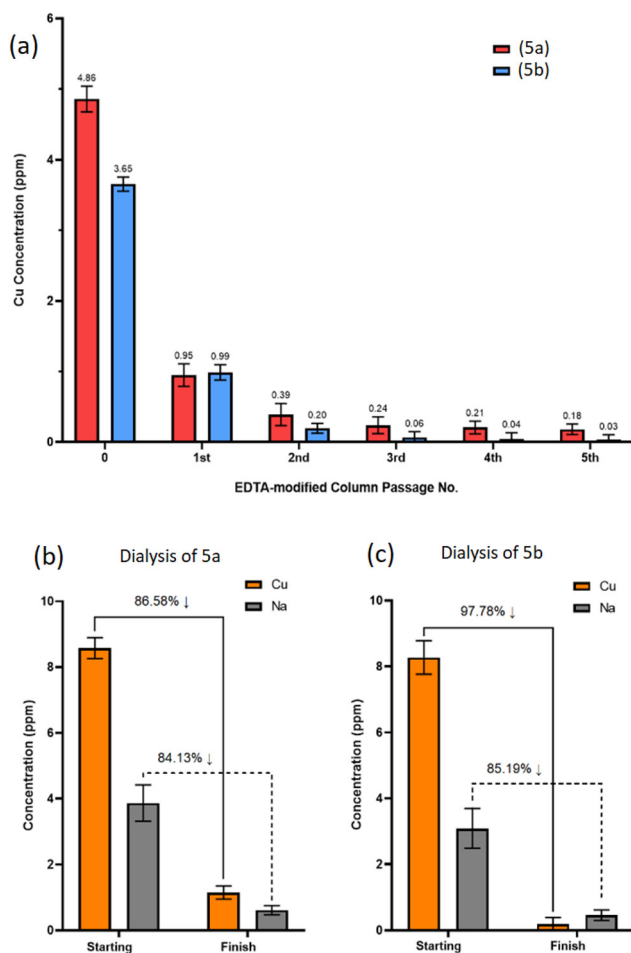 (a)
(5a)
(5b)
6
4
2
0
Cu Concentration (ppm)
4.86
3.65
0.95
0.99
0.39
0.20
0.24
0.06
0.21
0.04
0.18
0.03
0
1st
2nd
3rd
4th
5th
EDTA-modified Column Passage No.
(b)
Dialysis of 5a
Cu
Na
10
8
6
4
2
0
Concentration (ppm)
86.58% ↓
84.13% ↓
Starting
Finish
(c)
Dialysis of 5b
Cu
Na
10
8
6
4
2
0
Concentration (ppm)
97.78% ↓
85.19% ↓
Starting
Finish